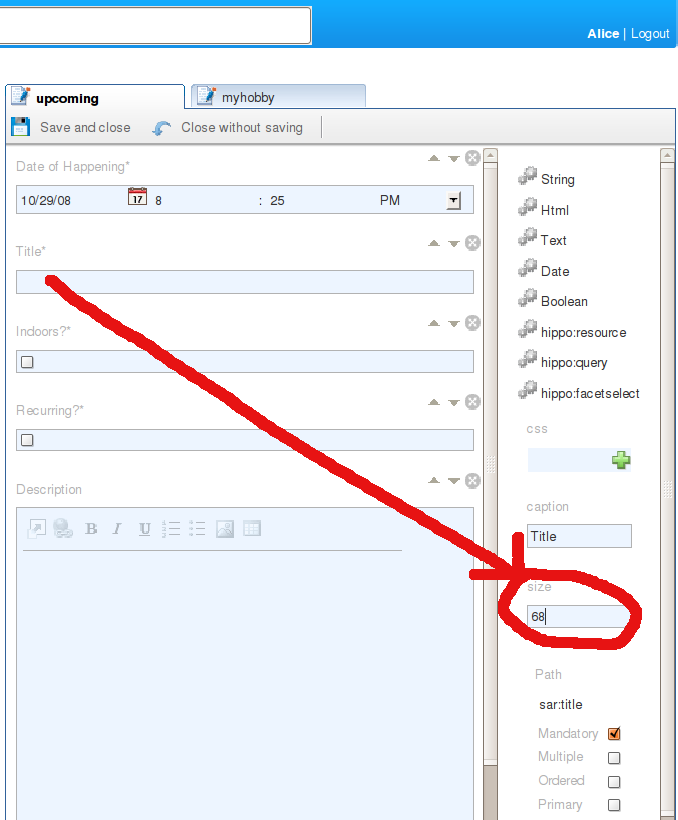 Alice | Logout
upcoming
myhobby
Save and close
Close without saving
Date of Happening*
10/29/08
17
8
: 25
PM
Title*
Indoors?*
Recurring?*
Description
B I U
String
Html
Text
Date
Boolean
hippo:resource
hippo:query
hippo:facetselect
css
caption
Title
size
68
Path
sar:title
Mandatory
Multiple
Ordered
Primary